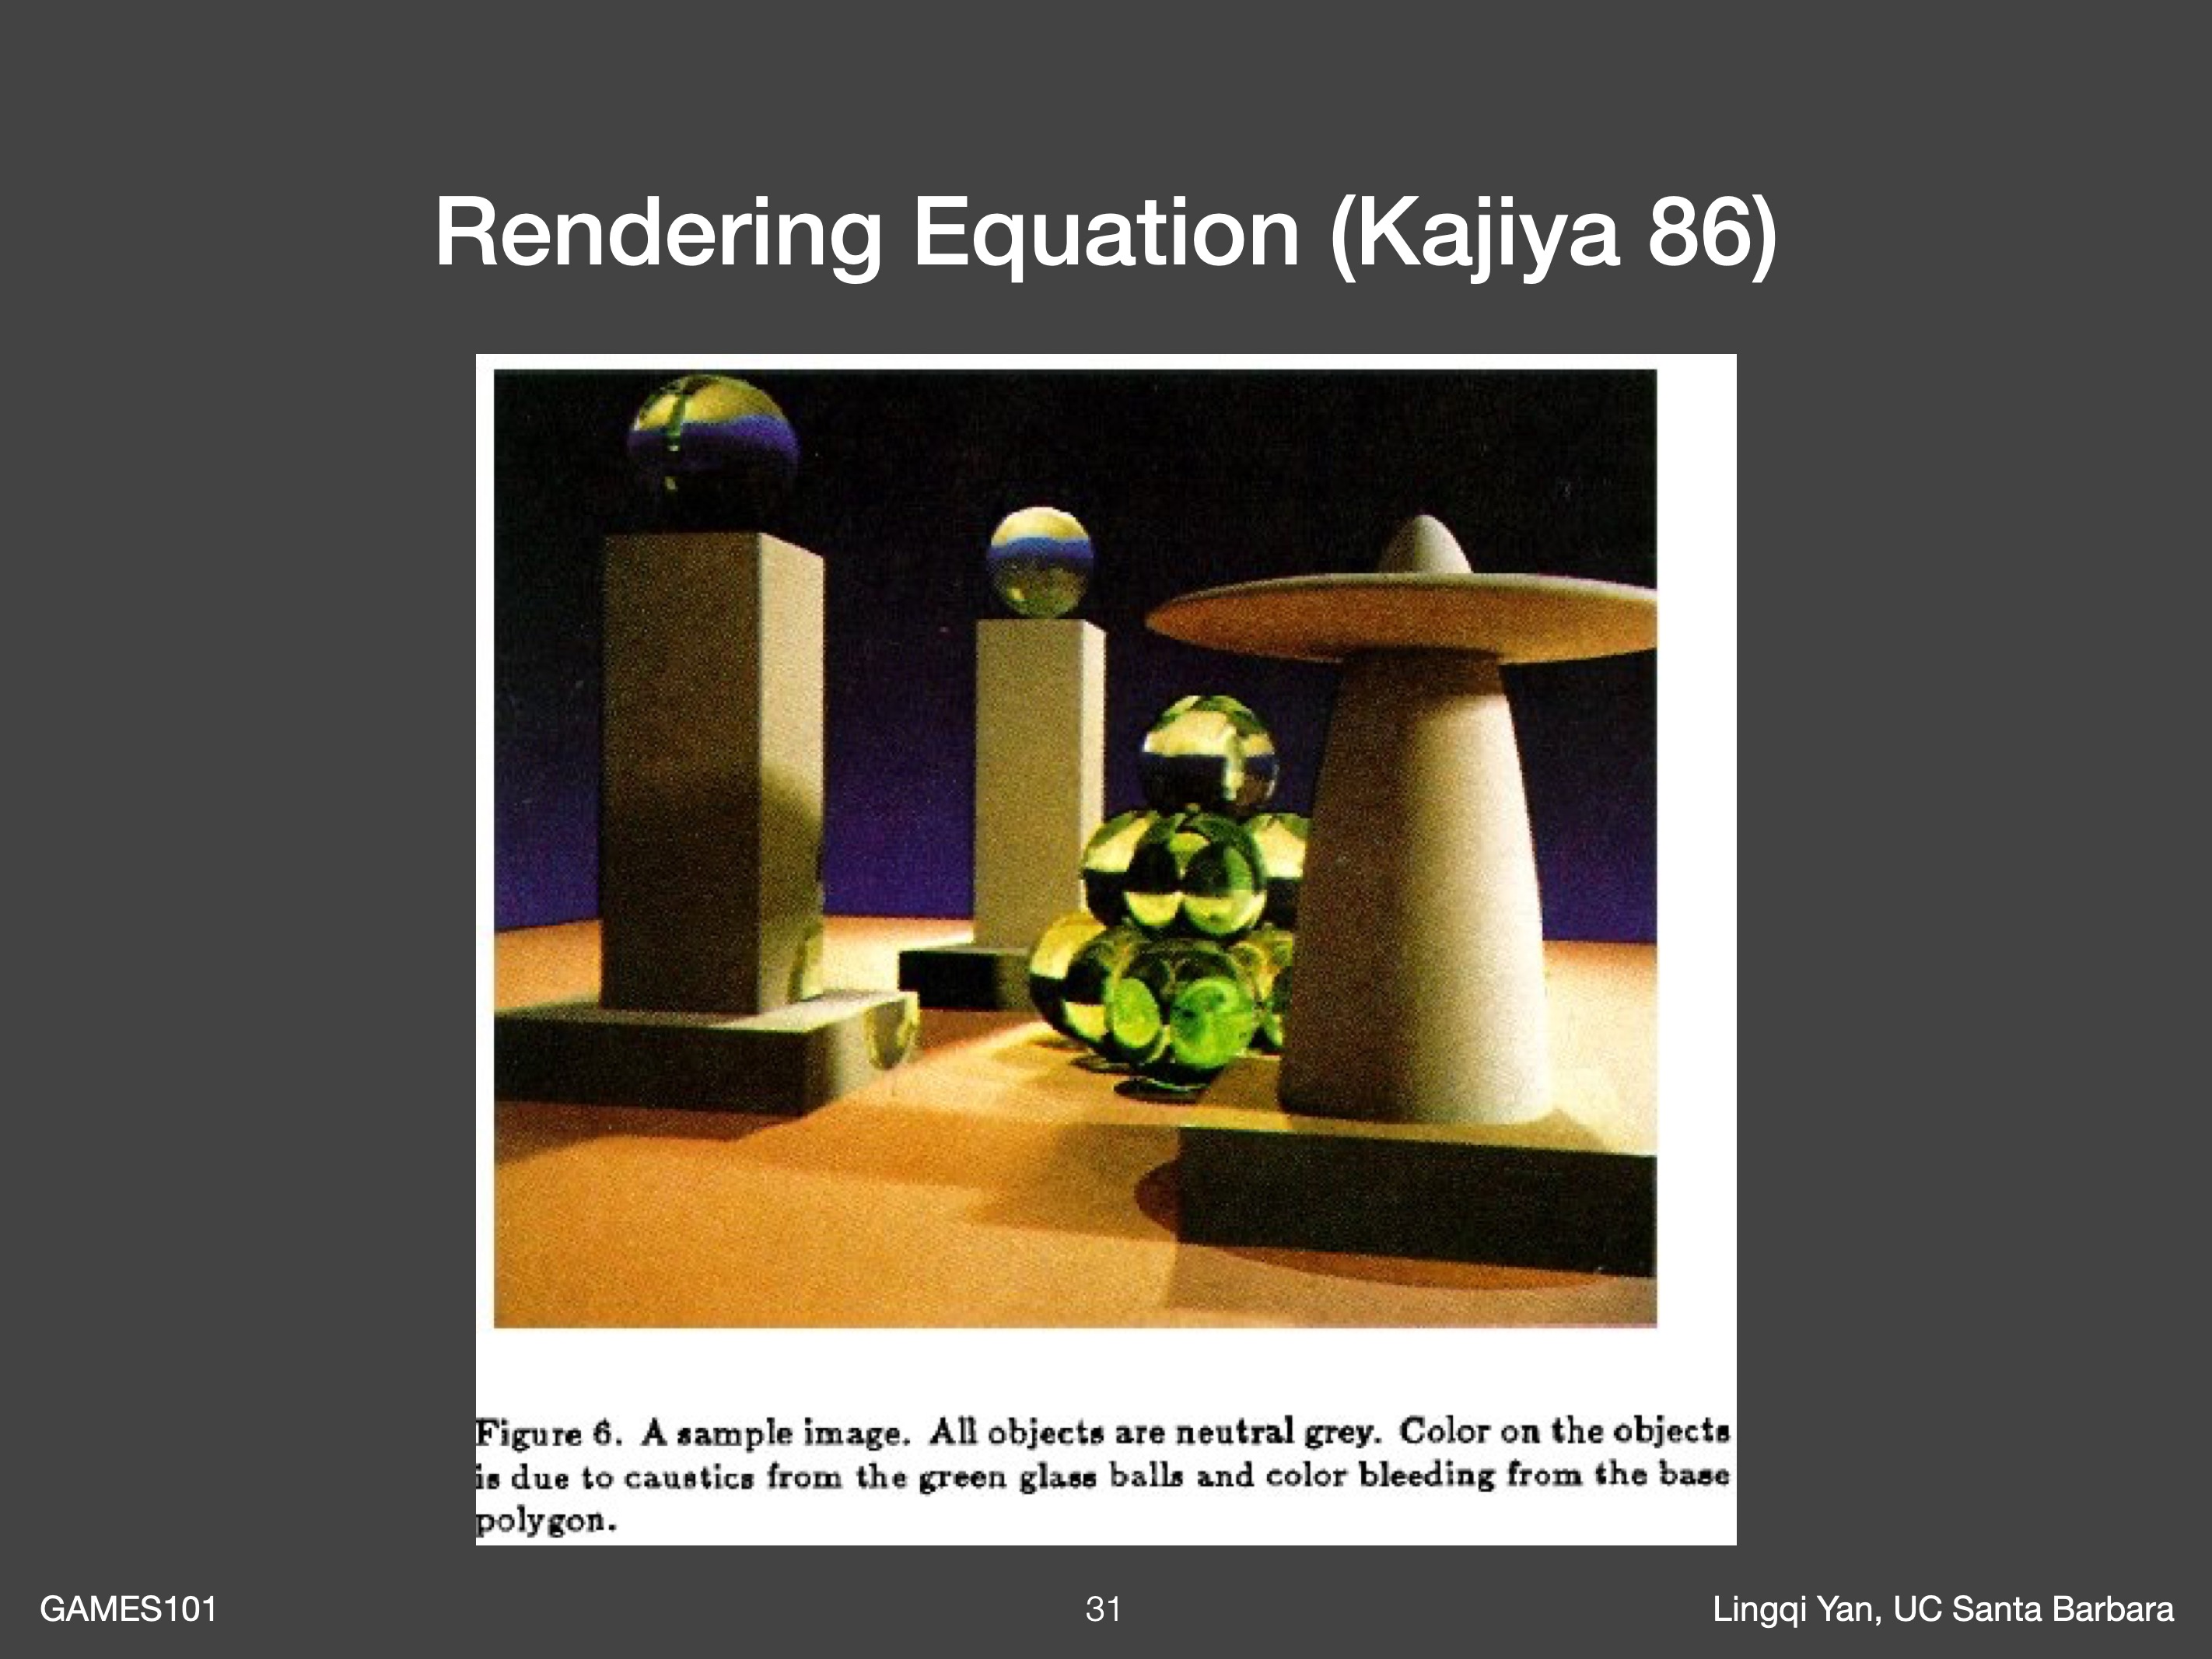 Rendering Equation (Kajiya 86)
Figure 6. A sample image. All objects are neutral grey. Color on the objects
is due to caustics from the green glass balls and color bleeding from the base
polygon.
GAMES101
31
Lingqi Yan, UC Santa Barbara